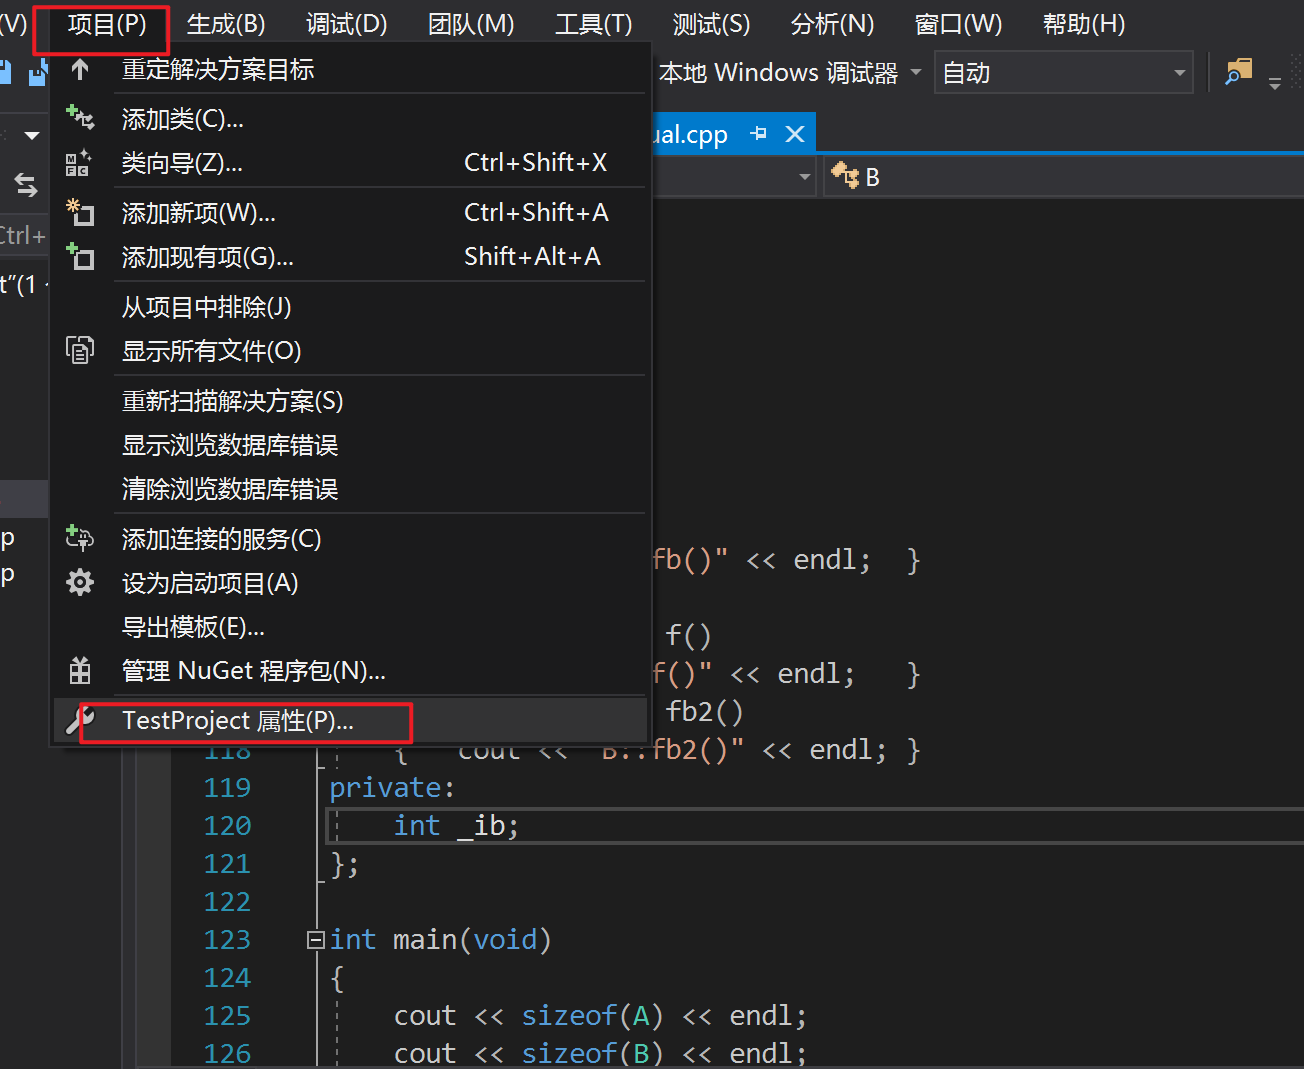 (V) 项目(P) 生成(B) 调试(D) 团队(M) 工具(T) 测试(S) 分析(N) 窗口(W) 帮助(H)
重定解决方案目标
本地 Windows 调试器 自动
添加类(C)...
ual.cpp
类向导(Z)... Ctrl+Shift+X
B
添加新项(W)... Ctrl+Shift+A
Ctrl+
添加现有项(G)... Shift+Alt+A
t”(1
从项目中排除(J)
显示所有文件(O)
重新扫描解决方案(S)
显示浏览数据库错误
清除浏览数据库错误
添加连接的服务(C)
p
fb()" << endl; }
设为启动项目(A)
p
导出模板(E)...
f()
管理 NuGet 程序包(N)...
f()" << endl; }
TestProject 属性(P)...
fb2()
118 { cout << B::fb2()" << endl; }
119 private:
120 int _ib;
121 };
122
123 int main(void)
124 {
125 cout << sizeof(A) << endl;
126 cout << sizeof(B) << endl;